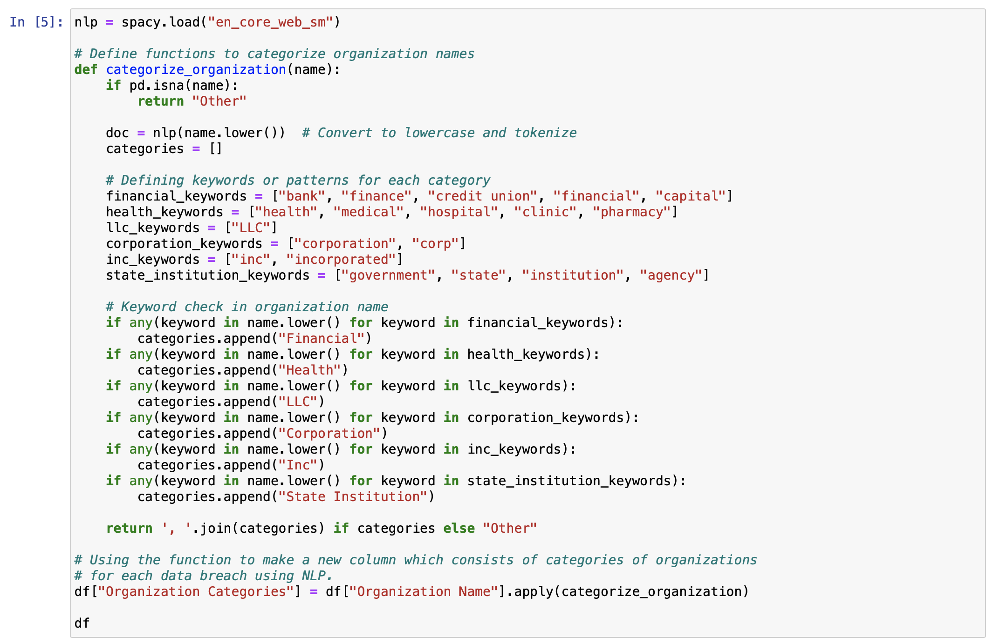 In [5]: nlp = spacy.load("en_core_web_sm")

# Define functions to categorize organization names
def categorize_organization(name):
    if pd.isna(name):
        return "Other"

    doc = nlp(name.lower())  # Convert to lowercase and tokenize
    categories = []

    # Defining keywords or patterns for each category
    financial_keywords = ["bank", "finance", "credit union", "financial", "capital"]
    health_keywords = ["health", "medical", "hospital", "clinic", "pharmacy"]
    llc_keywords = ["LLC"]
    corporation_keywords = ["corporation", "corp"]
    inc_keywords = ["inc", "incorporated"]
    state_institution_keywords = ["government", "state", "institution", "agency"]

    # Keyword check in organization name
    if any(keyword in name.lower() for keyword in financial_keywords):
        categories.append("Financial")
    if any(keyword in name.lower() for keyword in health_keywords):
        categories.append("Health")
    if any(keyword in name.lower() for keyword in llc_keywords):
        categories.append("LLC")
    if any(keyword in name.lower() for keyword in corporation_keywords):
        categories.append("Corporation")
    if any(keyword in name.lower() for keyword in inc_keywords):
        categories.append("Inc")
    if any(keyword in name.lower() for keyword in state_institution_keywords):
        categories.append("State Institution")

    return ', '.join(categories) if categories else "Other"

# Using the function to make a new column which consists of categories of organizations
# for each data breach using NLP.
df["Organization Categories"] = df["Organization Name"].apply(categorize_organization)

df